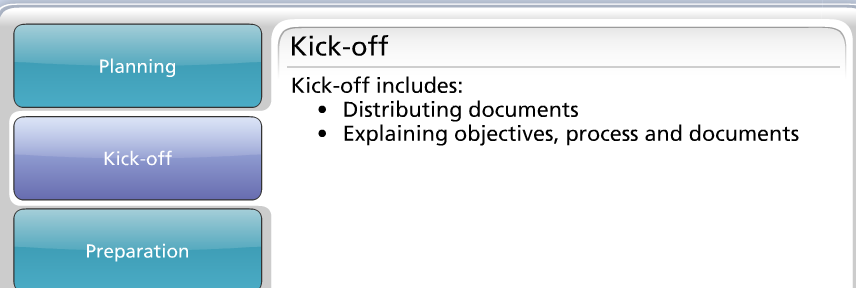 Planning
Kick-off
Preparation
Kick-off
Kick-off includes:
• Distributing documents
• Explaining objectives, process and documents